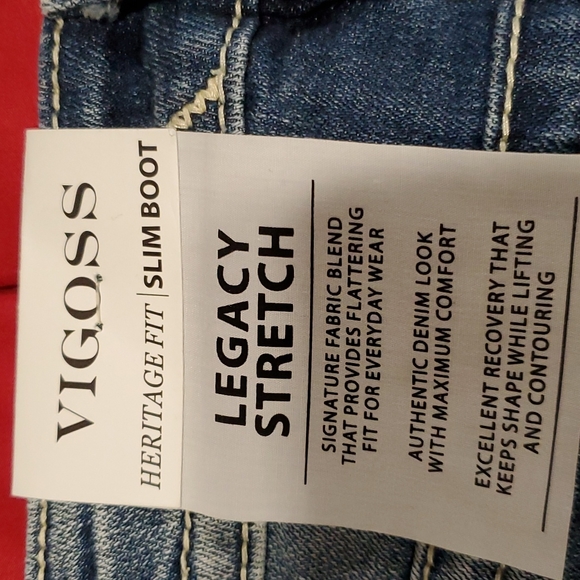 VIGOSS
HERITAGE FIT | SLIM BOOT
LEGACY
STRETCH
SIGNATURE FABRIC BLEND
THAT PROVIDES FLATTERING
FIT FOR EVERYDAY WEAR
AUTHENTIC DENIM LOOK
WITH MAXIMUM COMFORT
EXCELLENT RECOVERY THAT
KEEPS SHAPE WHILE LIFTING
AND CONTOURING